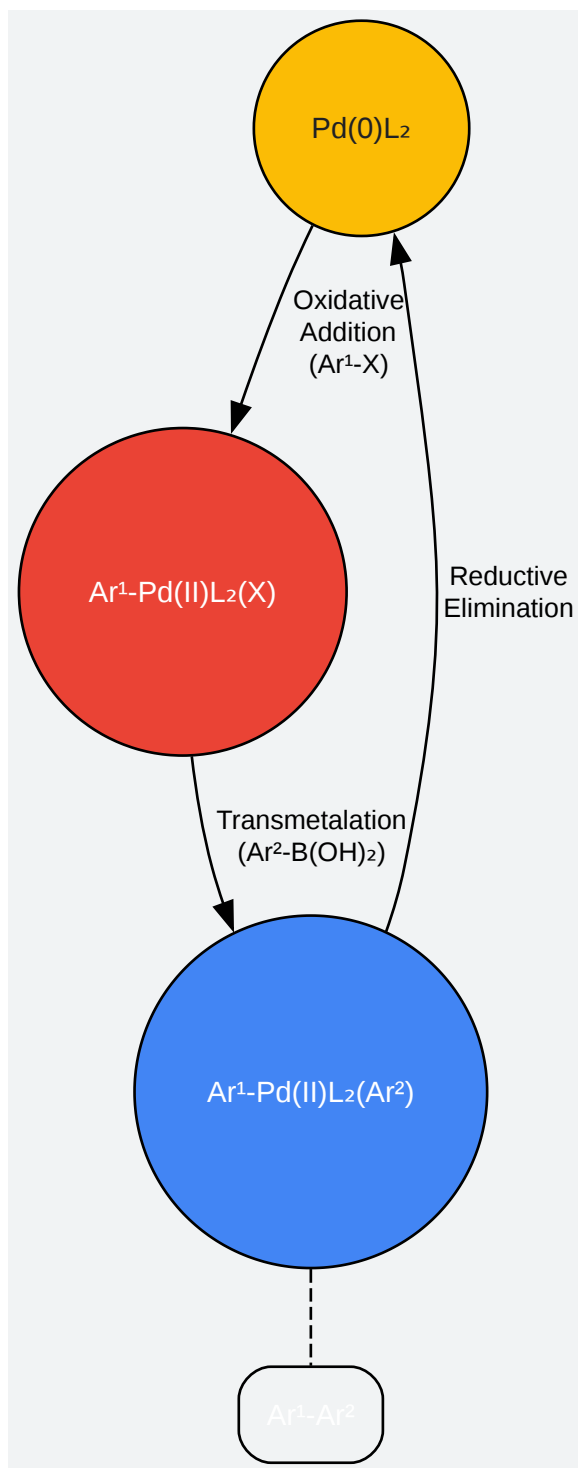 Pd(0)L₂
Oxidative
Addition
(Ar¹-X)
Ar¹-Pd(II)L₂(X)
Reductive
Elimination
Transmetalation
(Ar²-B(OH)₂)
Ar¹-Pd(II)L₂(Ar²)
Ar¹-Ar²